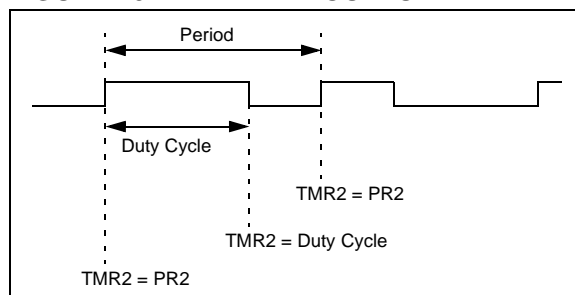 Period
Duty Cycle
TMR2 = PR2
TMR2 = Duty Cycle
TMR2 = PR2